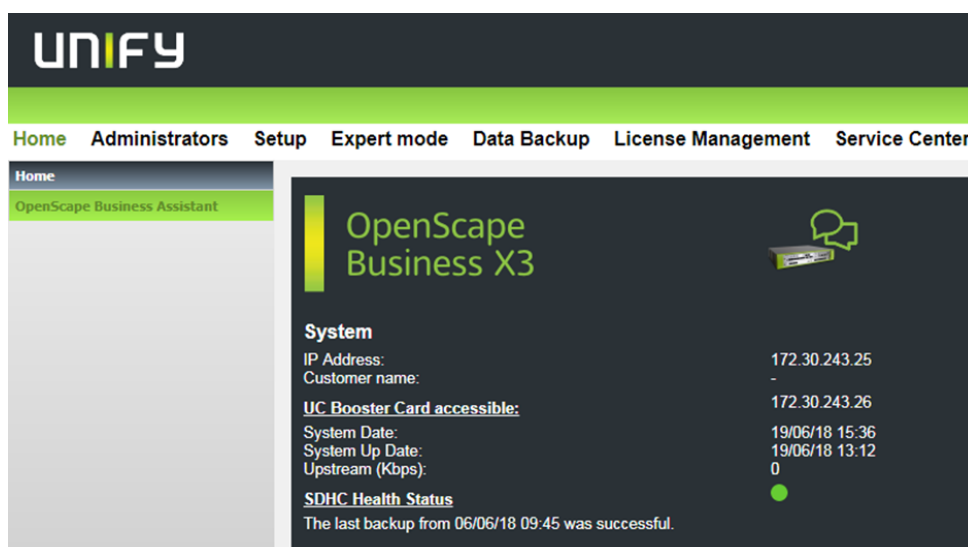 UNIFY
Home Administrators Setup Expert mode Data Backup License Management Service Center
Home
OpenScape Business Assistant
OpenScape
Business X3
System
IP Address: 172.30.243.25
Customer name: -
UC Booster Card accessible: 172.30.243.26
System Date: 19/06/18 15:36
System Up Date: 19/06/18 13:12
Upstream (Kbps): 0
SDHC Health Status
The last backup from 06/06/18 09:45 was successful.